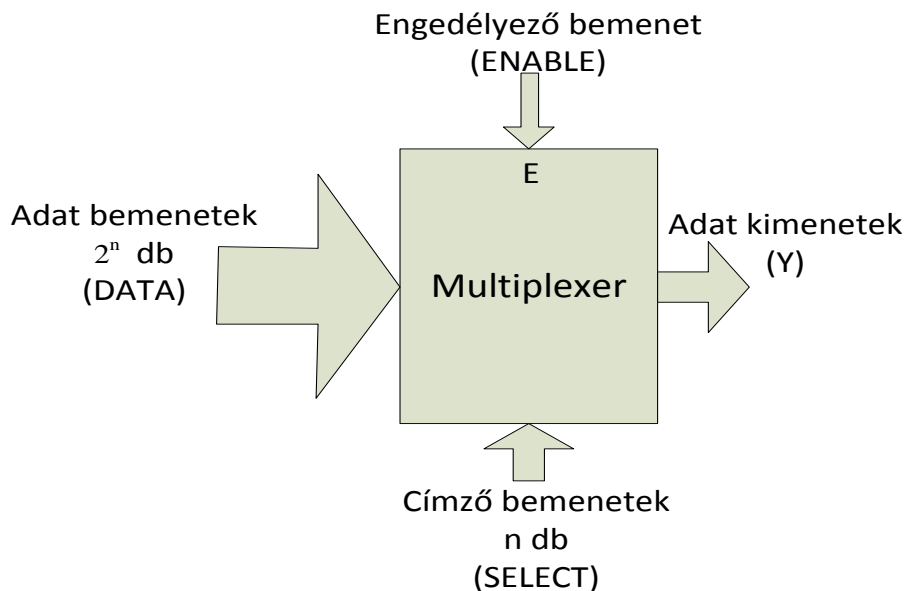 Engedélyező bemenet
(ENABLE)
E
Adat bemenetek
2ⁿ db
(DATA)
Multiplexer
Adat kimenetek
(Y)
Címző bemenetek
n db
(SELECT)